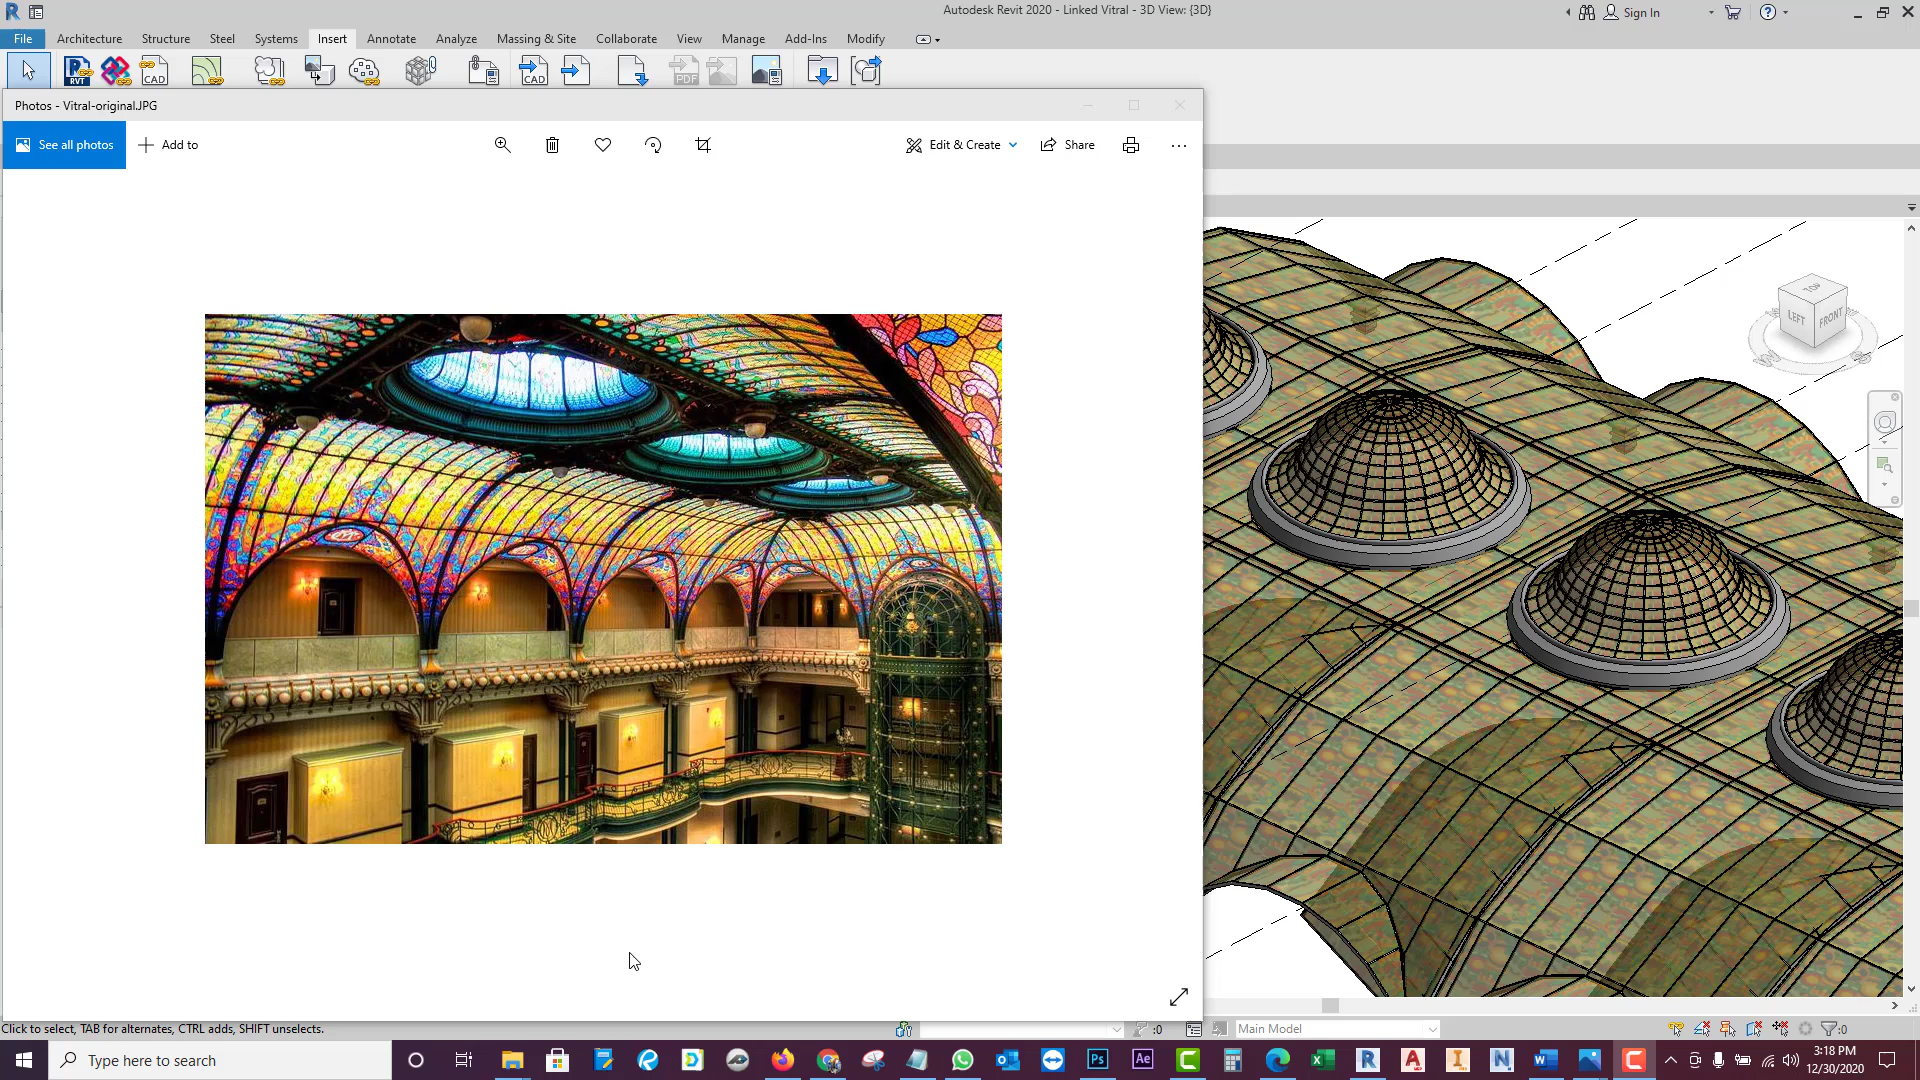 Autodesk Revit 2020 - Linked Vitral - 3D View: {3D}
Sign In
File
Architecture
Structure
Steel
Systems
Insert
Annotate
Analyze
Massing & Site
Collaborate
View
Manage
Add-Ins
Modify
RVT
CAD
CAD
PDF
Photos - Vitral-original.JPG
See all photos
Add to
Edit & Create
Share
TOP
LEFT
FRONT
Click to select, TAB for alternates, CTRL adds, SHIFT unselects.
:0
Main Model
:0
Type here to search
Ps
Ae
3:18 PM
12/30/2020